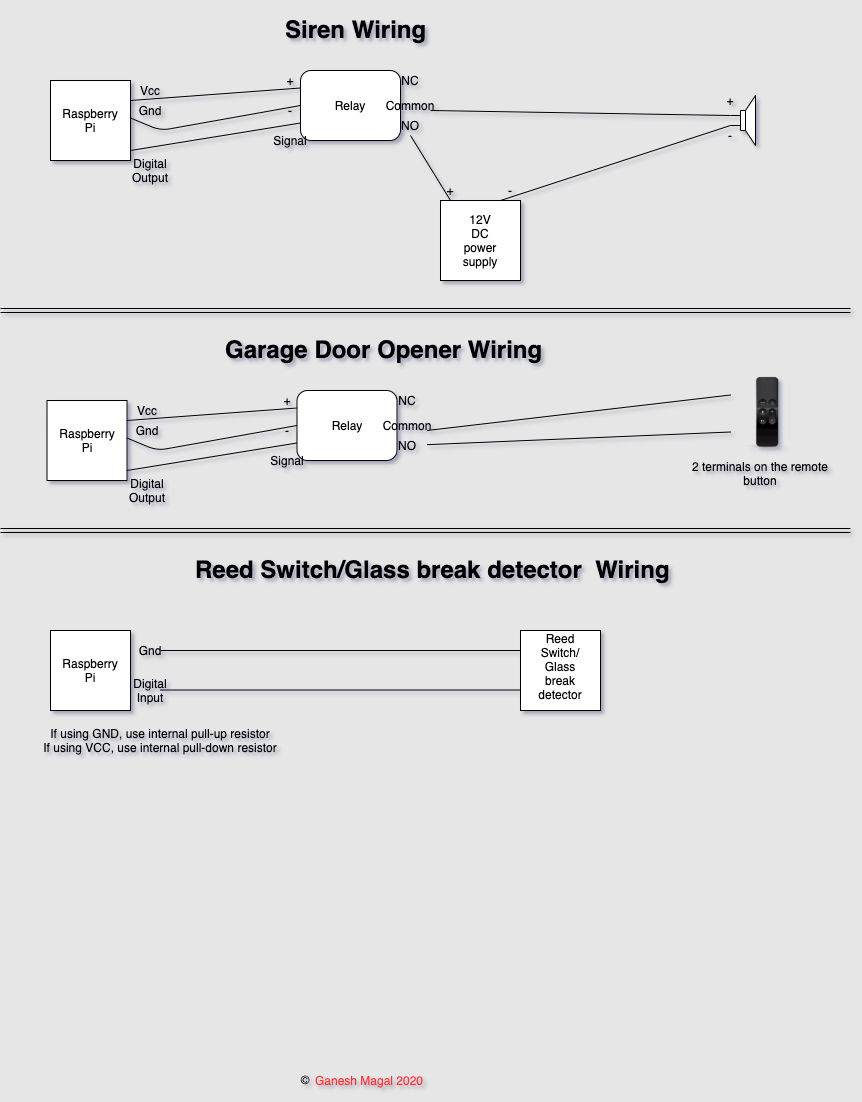 Siren Wiring
Raspberry
Pi
Vcc
Gnd
Digital
Output
+
-
Signal
Relay
NC
Common
NO
+
-
+
-
12V
DC
power
supply
Garage Door Opener Wiring
Raspberry
Pi
Vcc
Gnd
Digital
Output
+
-
Signal
Relay
NC
Common
NO
2 terminals on the remote
button
Reed Switch/Glass break detector  Wiring
Raspberry
Pi
Gnd
Digital
Input
Reed
Switch/
Glass
break
detector
If using GND, use internal pull-up resistor
If using VCC, use internal pull-down resistor
© Ganesh Magal 2020